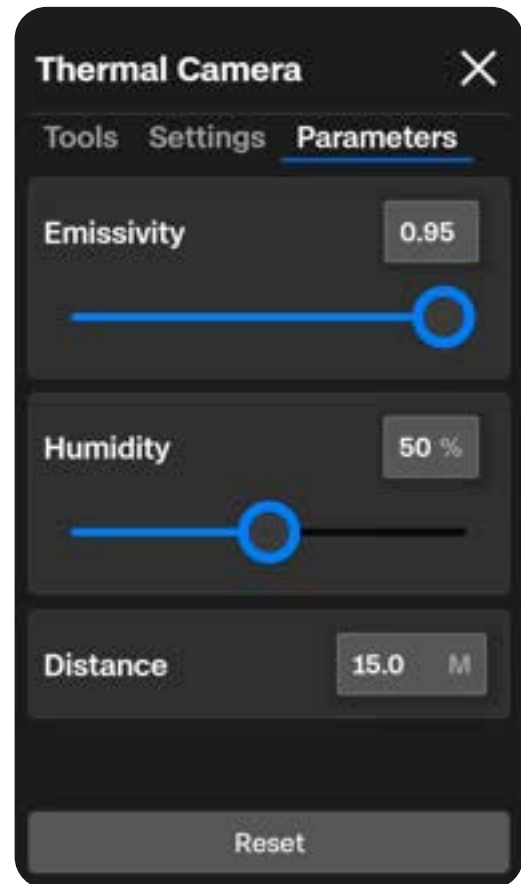 Thermal Camera
Tools Settings Parameters
Emissivity 0.95
Humidity 50 %
Distance 15.0 M
Reset